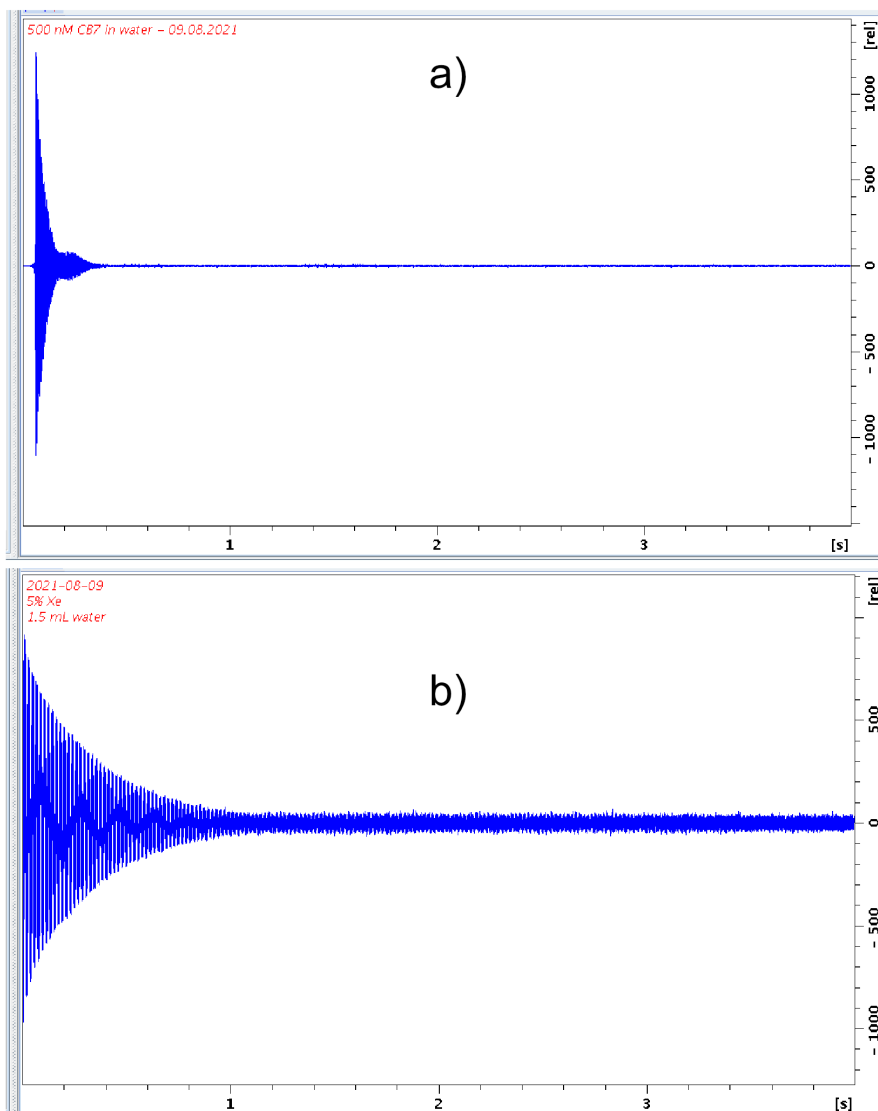 500 nM CB7 in water – 09.08.2021
a)
[rel]
1000
500
0
- 500
- 1000
1 2 3 [s]
2021-08-09
5% Xe
1.5 mL water
b)
[rel]
500
0
- 500
- 1000
1 2 3 [s]